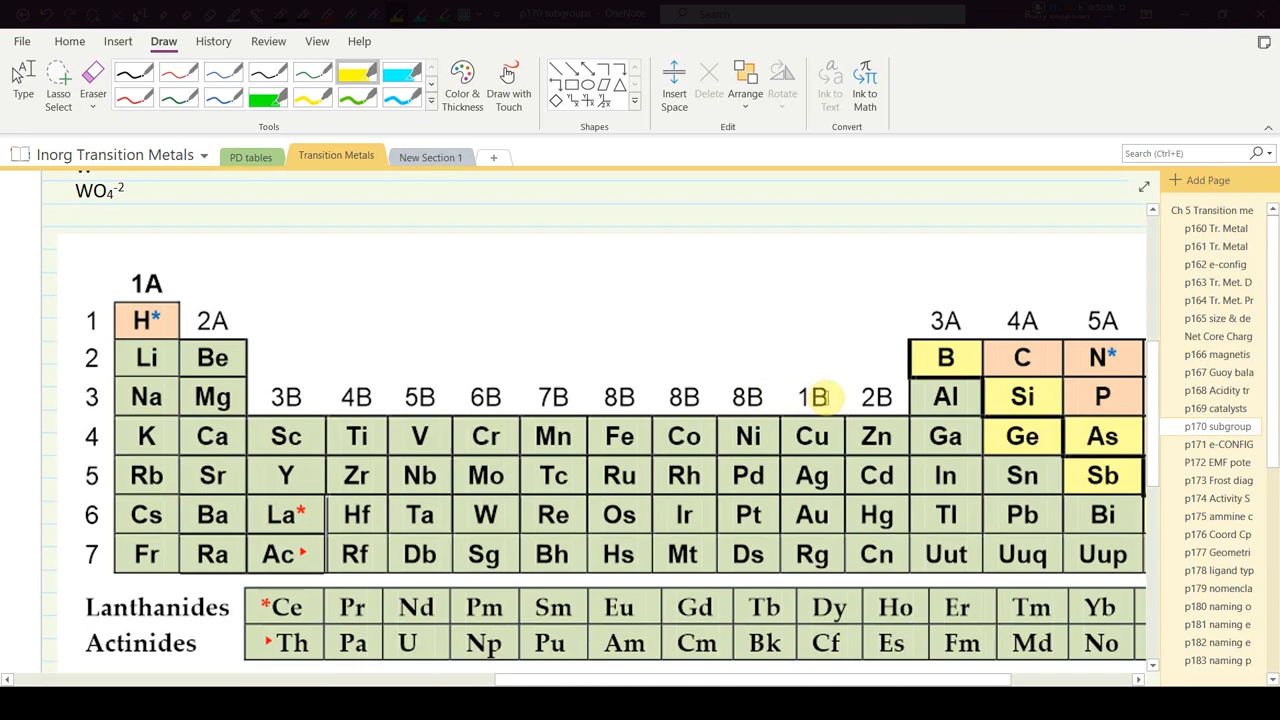 p170 subgroups - OneNote
Search
File Home Insert Draw History Review View Help
Type
Lasso Select
Eraser
Color & Thickness
Draw with Touch
Insert Space
Delete
Arrange
Rotate
Ink to Text
Ink to Math
Tools
Shapes
Edit
Convert
Inorg Transition Metals
PD tables
Transition Metals
New Section 1
Search (Ctrl+E)
WO4-2
Add Page
1A
1 H* 2A 3A 4A 5A
2 Li Be B C N*
3 Na Mg 3B 4B 5B 6B 7B 8B 8B 8B 1B 2B Al Si P
4 K Ca Sc Ti V Cr Mn Fe Co Ni Cu Zn Ga Ge As
5 Rb Sr Y Zr Nb Mo Tc Ru Rh Pd Ag Cd In Sn Sb
6 Cs Ba La* Hf Ta W Re Os Ir Pt Au Hg Tl Pb Bi
7 Fr Ra Ac Rf Db Sg Bh Hs Mt Ds Rg Cn Uut Uuq Uup
Lanthanides *Ce Pr Nd Pm Sm Eu Gd Tb Dy Ho Er Tm Yb
Actinides Th Pa U Np Pu Am Cm Bk Cf Es Fm Md No
Ch 5 Transition me
p160 Tr. Metal
p161 Tr. Metal
p162 e-config
p163 Tr. Met. D
p164 Tr. Met. Pr
p165 size & de
Net Core Charg
p166 magnetis
p167 Guoy bala
p168 Acidity tr
p169 catalysts
p170 subgroup
p171 e-CONFIG
P172 EMF pote
p173 Frost diag
p174 Activity S
p175 ammine c
p176 Coord Cp
p177 Geometri
p178 ligand typ
p179 nomencla
p180 naming o
p181 naming e
p182 naming e
p183 naming p